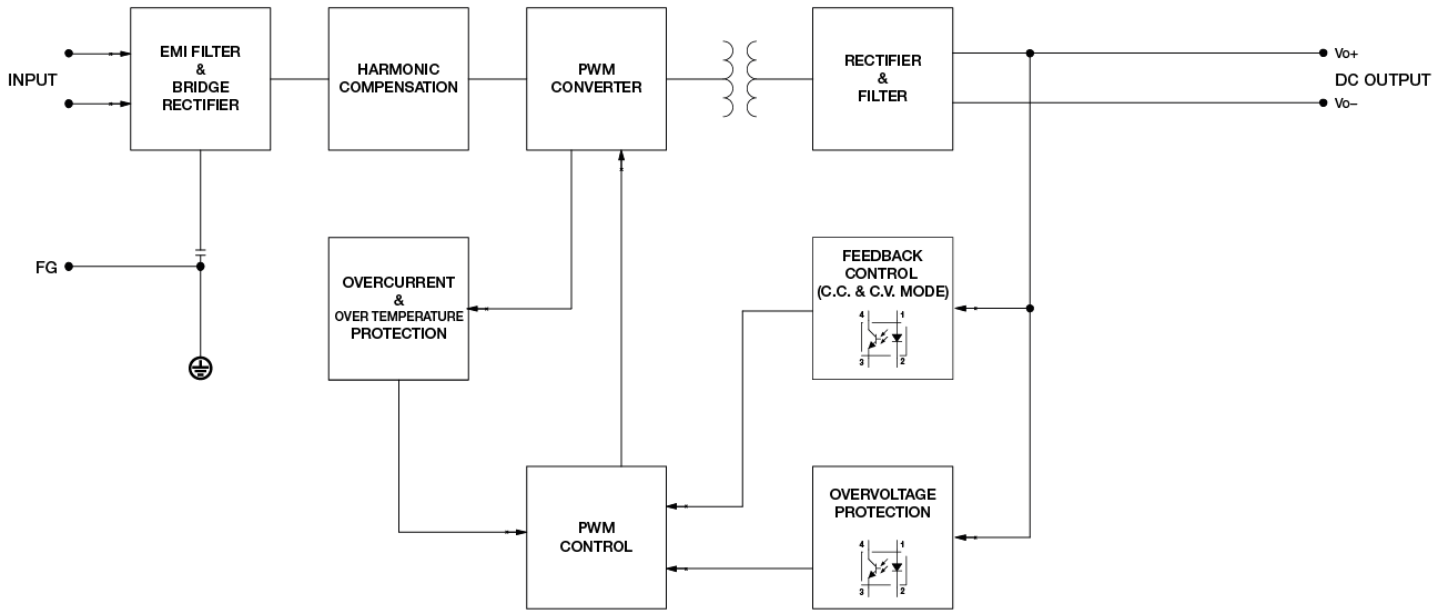 INPUT
EMI FILTER
&
BRIDGE
RECTIFIER
HARMONIC
COMPENSATION
PWM
CONVERTER
RECTIFIER
&
FILTER
Vo+
DC OUTPUT
Vo–
FG
OVERCURRENT
&
OVER TEMPERATURE
PROTECTION
FEEDBACK
CONTROL
(C.C. & C.V. MODE)
4 1
3 2
PWM
CONTROL
OVERVOLTAGE
PROTECTION
4 1
3 2